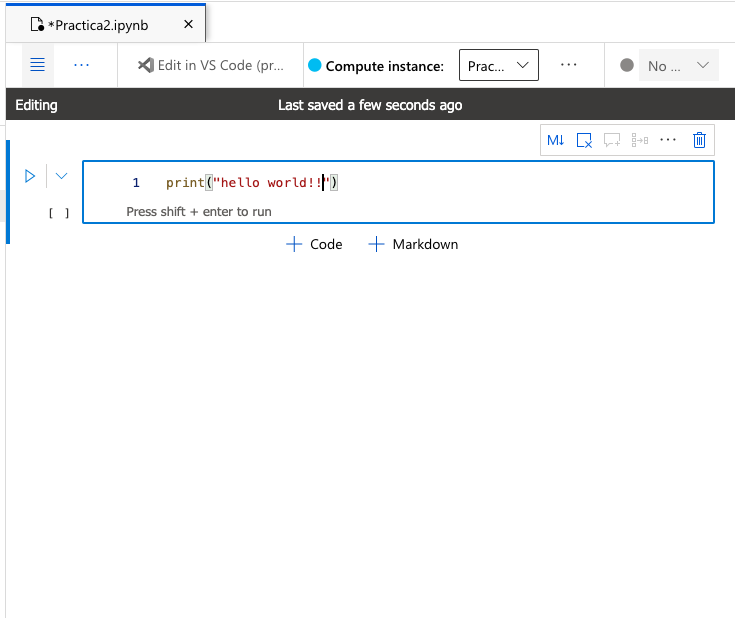 *Practica2.ipynb
Edit in VS Code (pr...
Compute instance:
Prac...
No ...
Editing
Last saved a few seconds ago
M↓
1 print("hello world!!")
[ ]
Press shift + enter to run
+ Code
+ Markdown